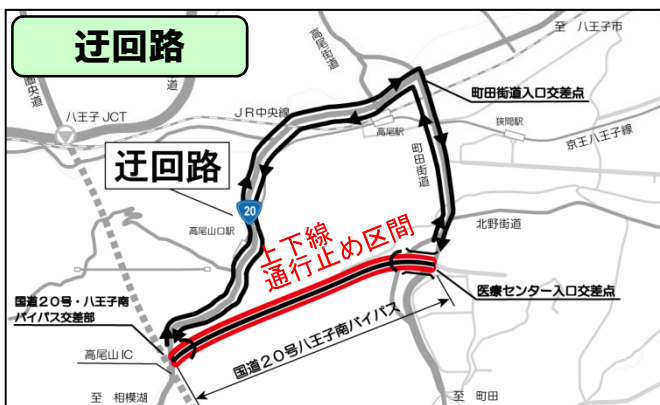 迂回路
至 八王子市
高尾街道
圏央道
道
町田街道入口交差点
八王子JCT
JR中央線
高尾駅
狭間駅
京王八王子線
町田街道
迂回路
20
北野街道
高尾山口駅
上下線
通行止め区間
国道20号・八王子南
バイパス交差部
医療センター入口交差点
高尾山IC
国道20号八王子南バイパス
至 相模湖
至 町田